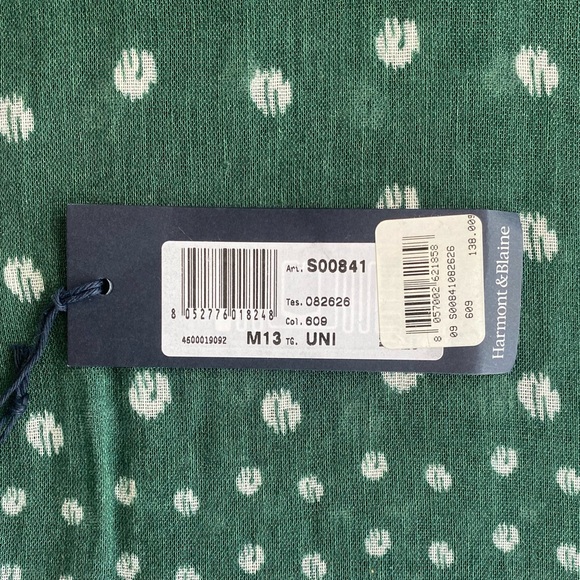 Art. S00841
Tes. 082626
Col. 609
8 052776 018248
4600019092
M13 TG. UNI
8 057002 621858
09 S00841082626
609
138.00
Harmont&Blaine